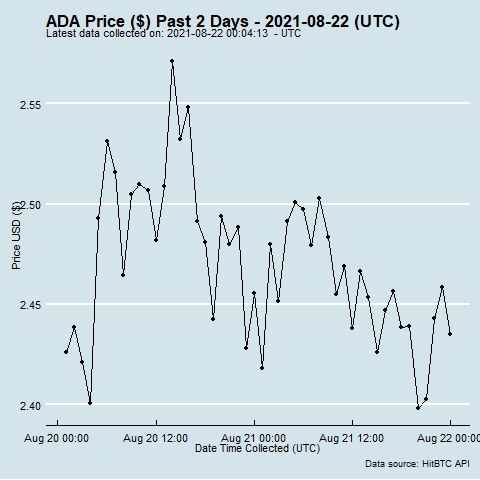 ADA Price ($) Past 2 Days - 2021-08-22 (UTC)
Latest data collected on: 2021-08-22 00:04:13 - UTC
2.55
2.50
2.45
2.40
Price USD ($)
Aug 20 00:00 Aug 20 12:00 Aug 21 00:00 Aug 21 12:00 Aug 22 00:00
Date Time Collected (UTC)
Data source: HitBTC API